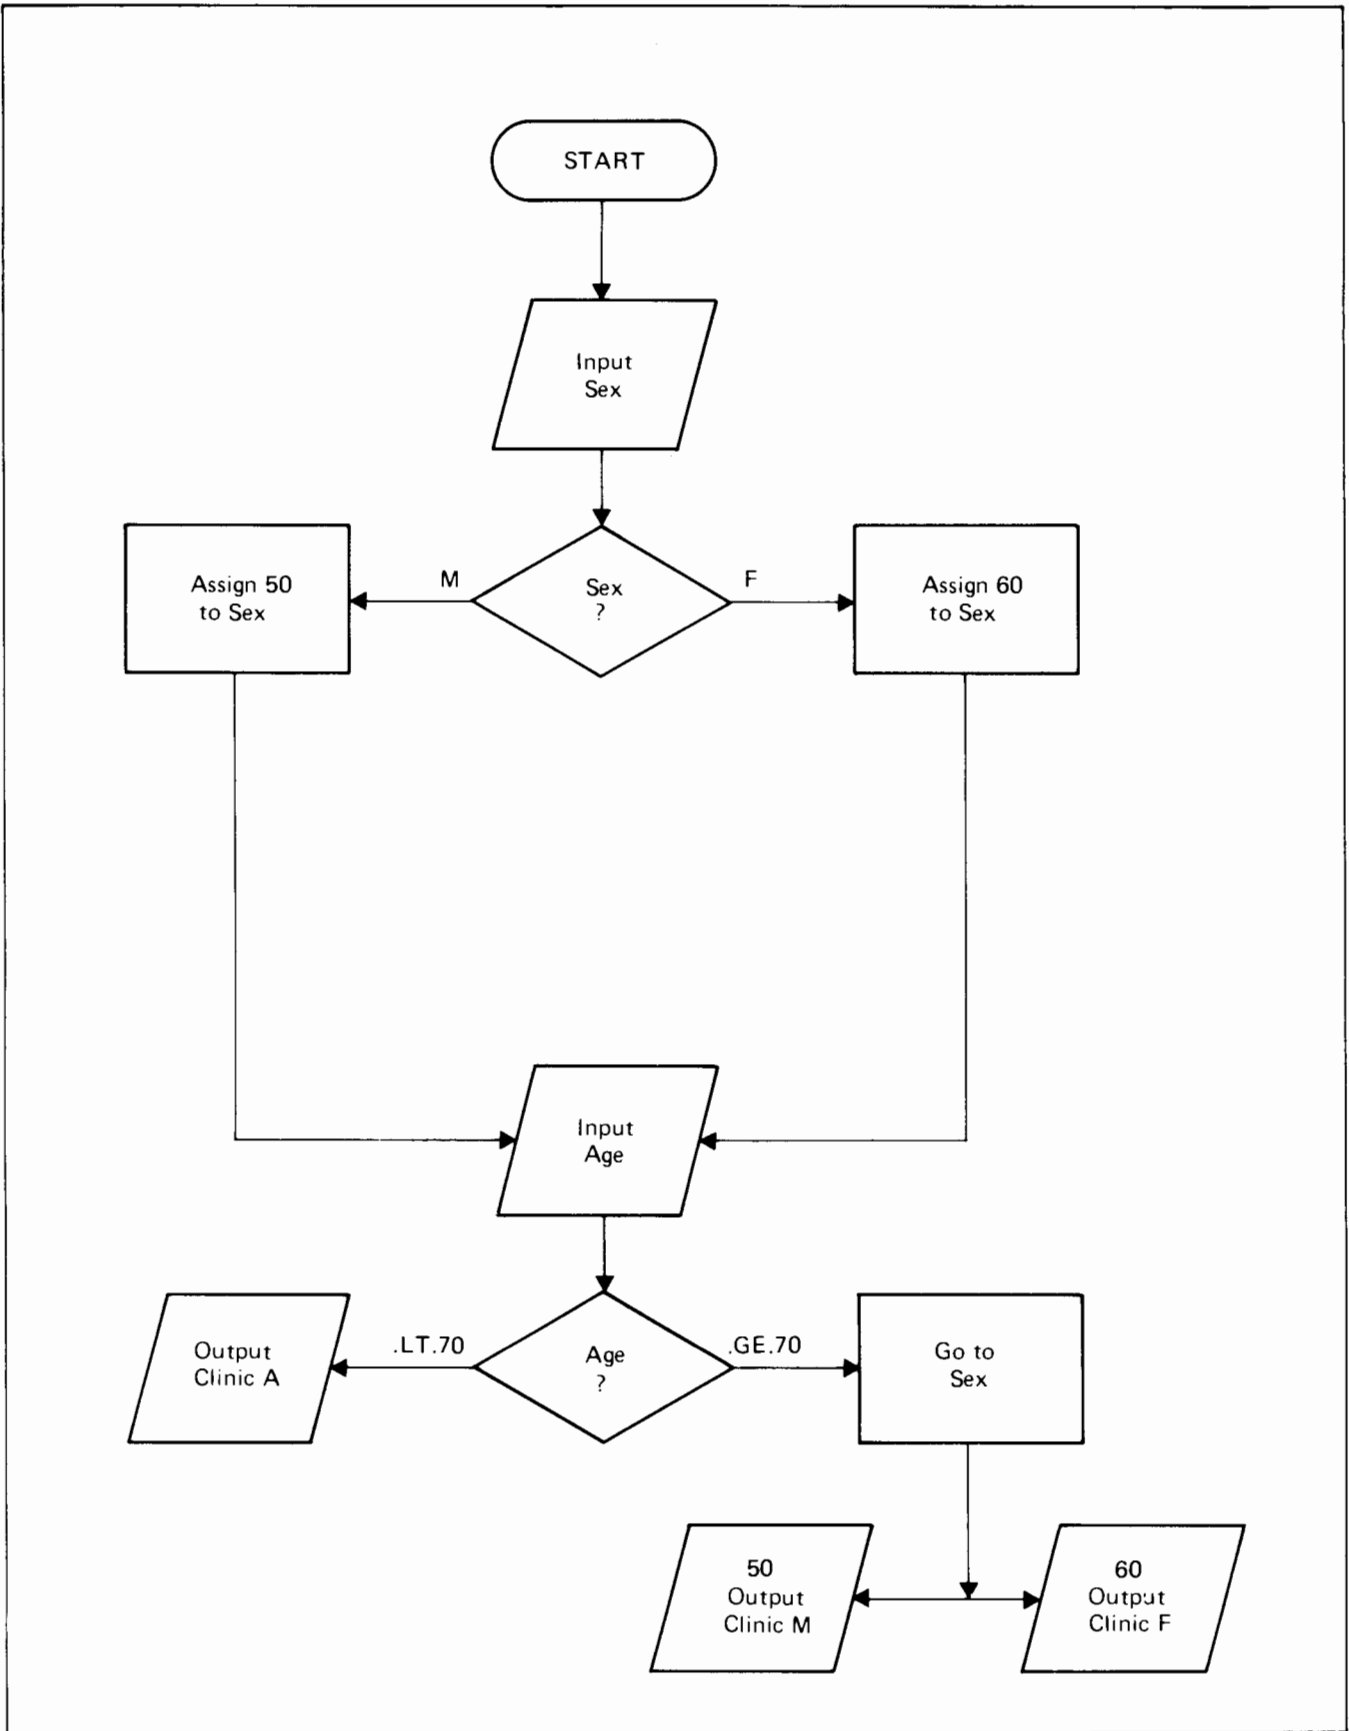 START
Input
Sex
M
Sex
?
F
Assign 50
to Sex
Assign 60
to Sex
Input
Age
.LT.70
Age
?
.GE.70
Output
Clinic A
Go to
Sex
50
Output
Clinic M
60
Output
Clinic F